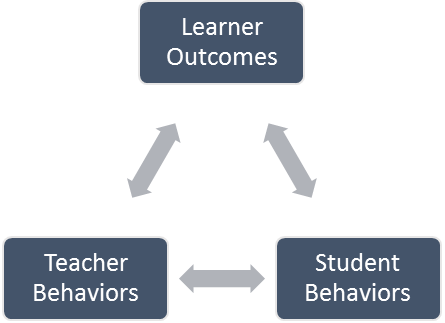 Learner
Outcomes
Teacher
Behaviors
Student
Behaviors